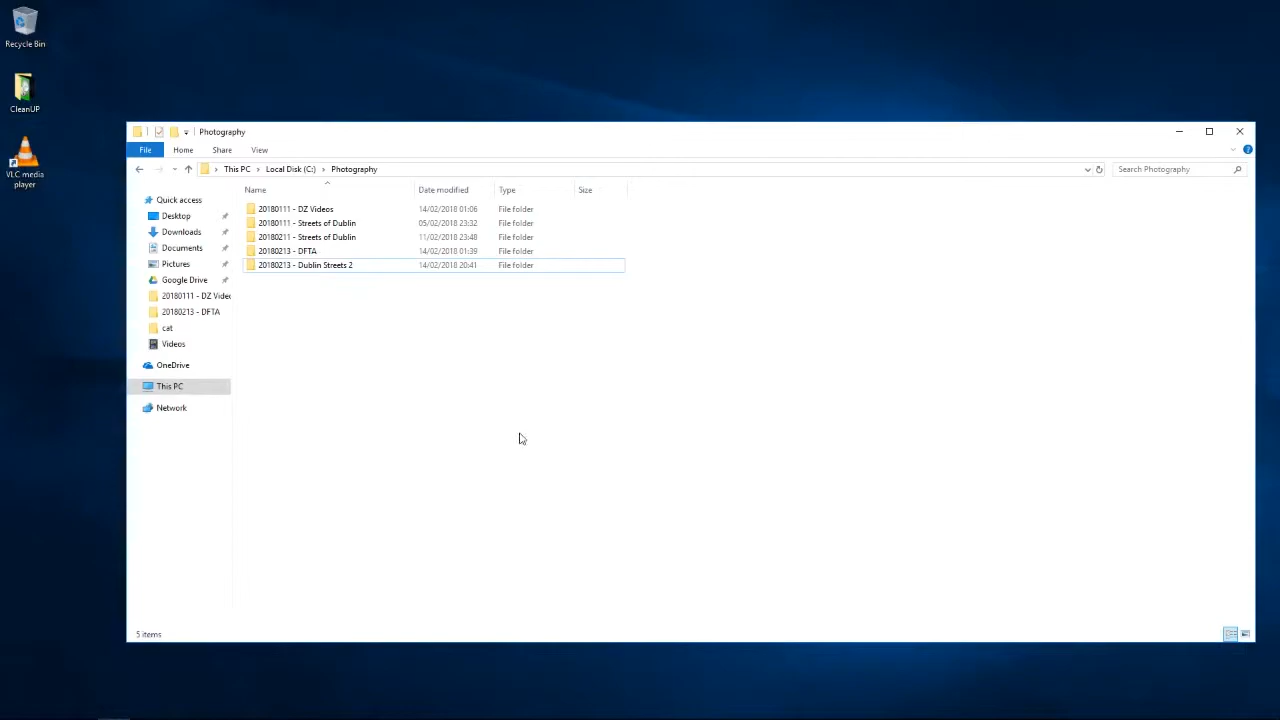 Recycle Bin
CleanUP
VLC media
player
Photography
File Home Share View
This PC Local Disk (C:) Photography
Search Photography
Name Date modified Type Size
20180111 - DZ Videos 14/02/2018 01:06 File folder
20180111 - Streets of Dublin 05/02/2018 23:32 File folder
20180211 - Streets of Dublin 11/02/2018 23:48 File folder
20180213 - DFTA 14/02/2018 01:39 File folder
20180213 - Dublin Streets 2 14/02/2018 20:41 File folder
Quick access
Desktop
Downloads
Documents
Pictures
Google Drive
20180111 - DZ Videc
20180213 - DFTA
cat
Videos
OneDrive
This PC
Network
5 items